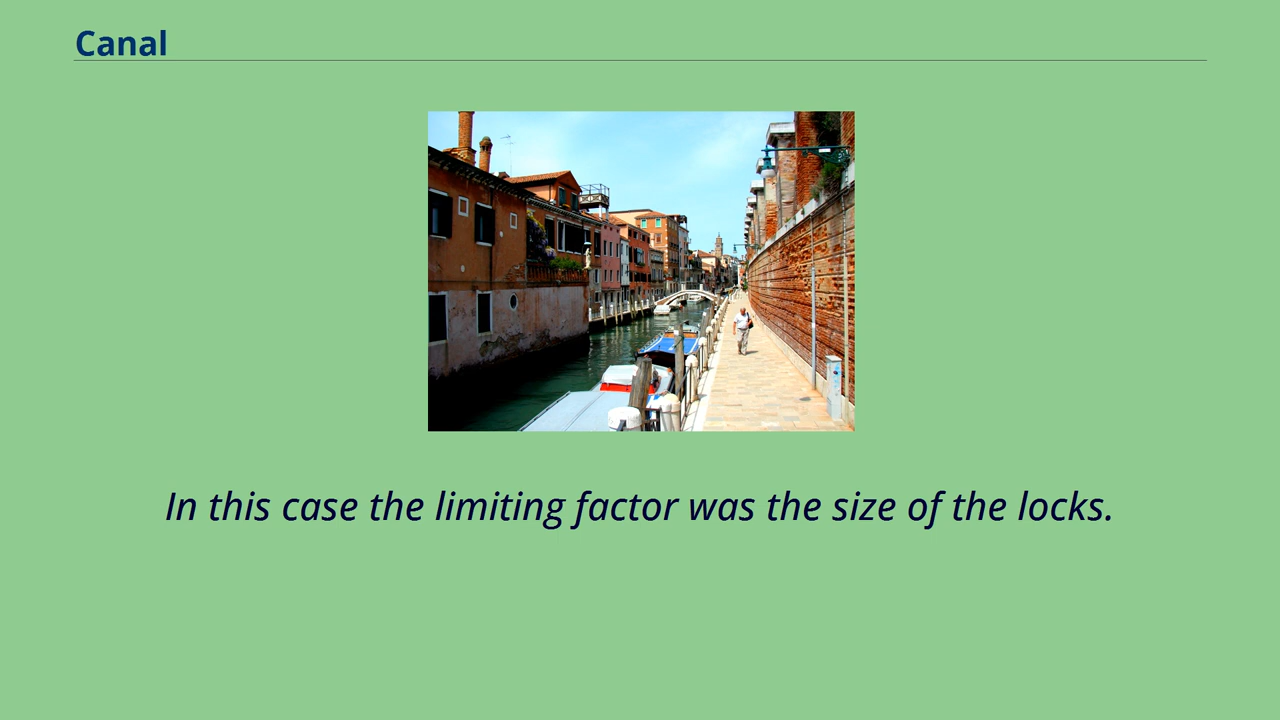 Canal
In this case the limiting factor was the size of the locks.